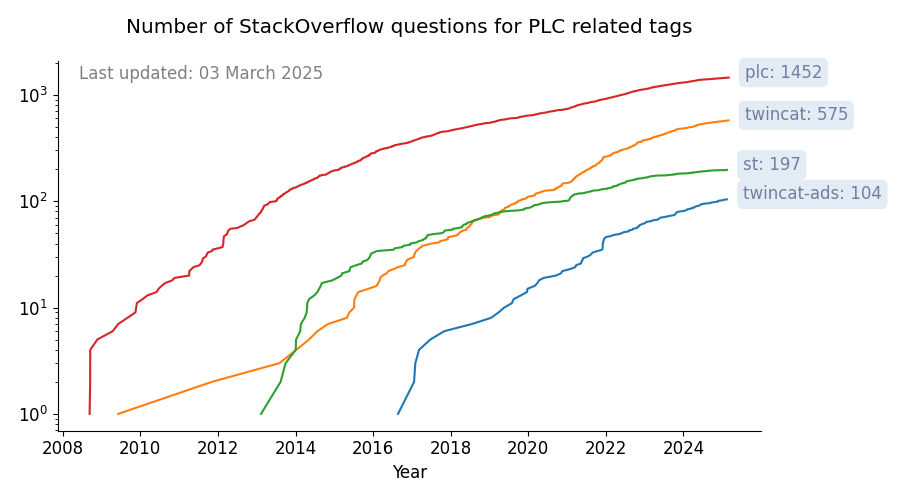 Number of StackOverflow questions for PLC related tags
Last updated: 03 March 2025
plc: 1452
twincat: 575
st: 197
twincat-ads: 104
10³
10²
10¹
10⁰
2008 2010 2012 2014 2016 2018 2020 2022 2024
Year